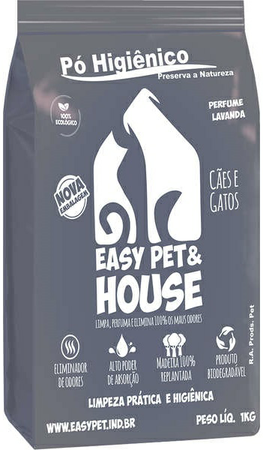 Pó Higiênico
Preserva a Natureza
100%
ECOLÓGICO
PERFUME
LAVANDA
NOVA
EMBALAGEM
CÃES E
GATOS
EASY PET &
HOUSE
LIMPA, PERFUMA E ELIMINA 100% OS MAUS ODORES
ELIMINADOR
DE ODORES
ALTO PODER
DE ABSORÇÃO
MADEIRA 100%
REPLANTADA
PRODUTO
BIODEGRADÁVEL
R.A. Prods. Pet
LIMPEZA PRÁTICA E HIGIÊNICA
WWW.EASYPET.IND.BR
PESO LÍQ. 1KG